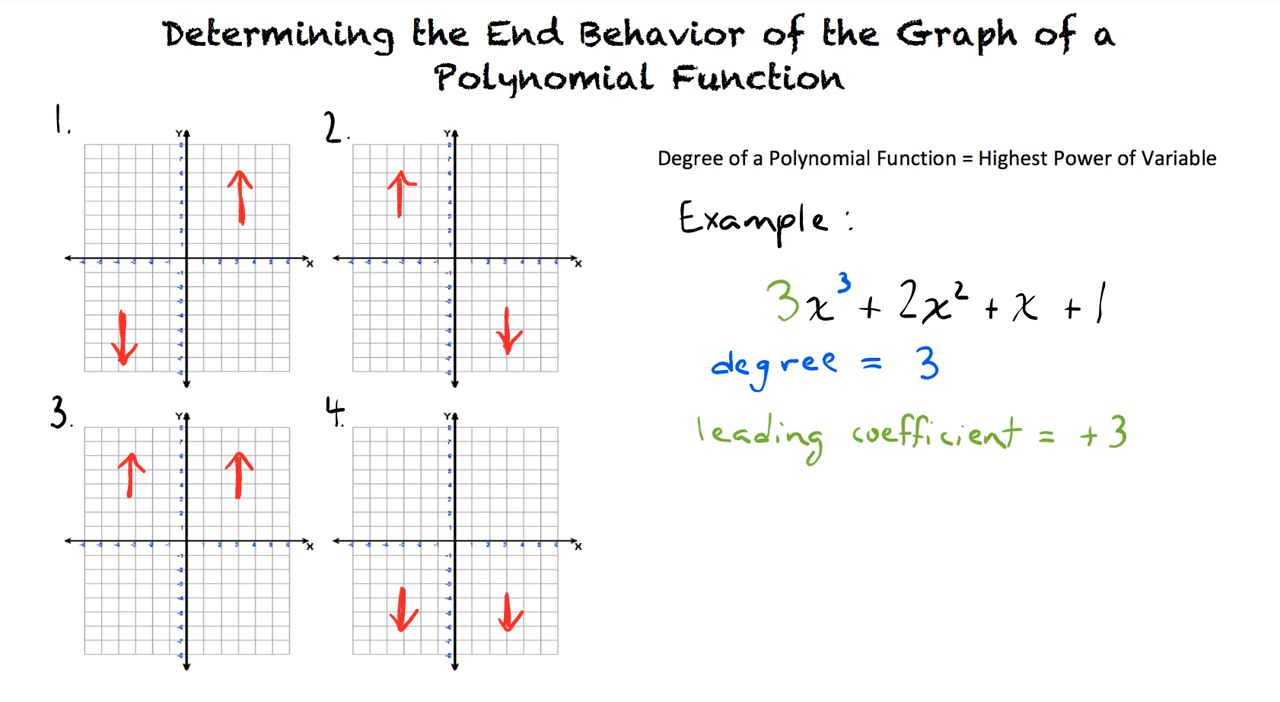 Determining the End Behavior of the Graph of a
Polynomial Function
1.
2.
Y
Y
X
X
3.
4.
Y
Y
X
X
Degree of a Polynomial Function = Highest Power of Variable
Example:
3x³ + 2x² + x + 1
degree = 3
leading coefficient = +3